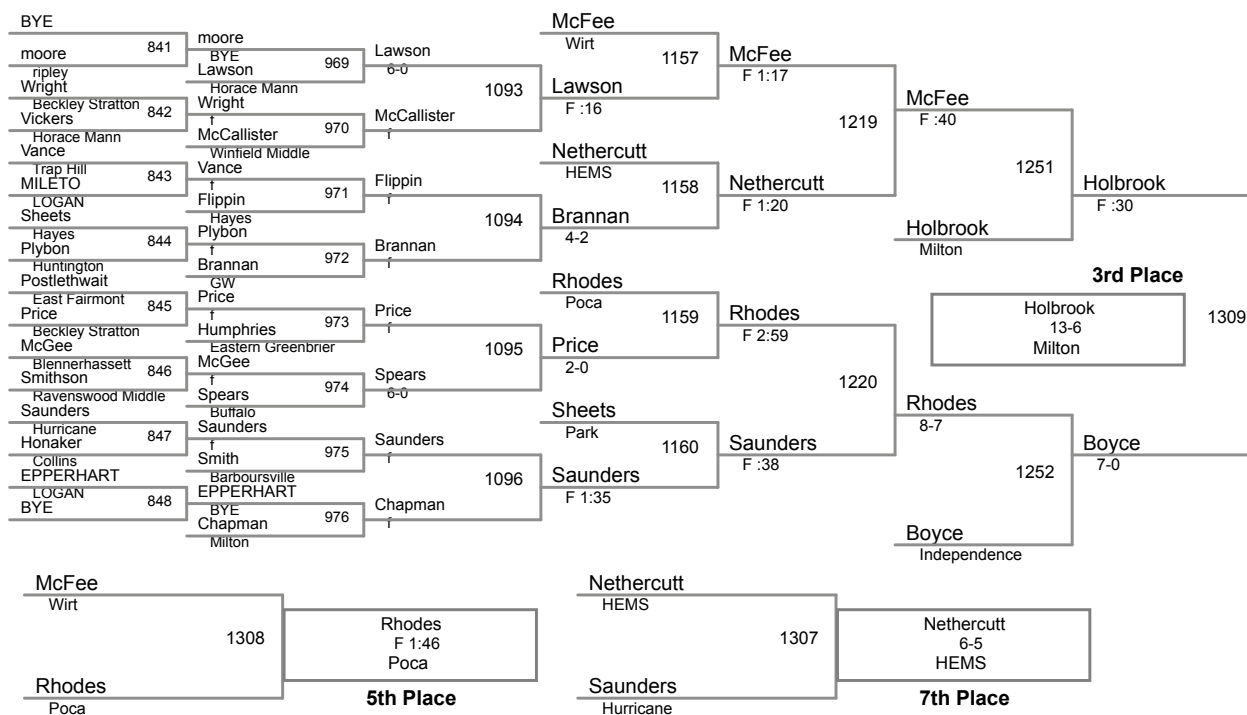 BYE
841
moore
ripley
Wright
Beckley Stratton
842
Vickers
Horace Mann
Vance
Trap Hill
843
MILETO
LOGAN
Sheets
Hayes
844
Plybon
Huntington
Postlethwait
East Fairmont
845
Price
Beckley Stratton
McGee
Blennerhassett
846
Smithson
Ravenswood Middle
Saunders
Hurricane
847
Honaker
Collins
EPPERHART
LOGAN
848
BYE
moore
BYE
969
Lawson
Horace Mann
Wright
f
970
McCallister
Winfield Middle
Vance
f
971
Flippin
Hayes
Plybon
f
972
Brannan
GW
Price
f
973
Humphries
Eastern Greenbrier
McGee
f
974
Spears
Buffalo
Saunders
f
975
Smith
Barboursville
EPPERHART
BYE
976
Chapman
Milton
Lawson
6-0
1093
McCallister
f
Flippin
f
1094
Brannan
f
Price
f
1095
Spears
6-0
Saunders
f
1096
Chapman
f
McFee
Wirt
1157
Lawson
F :16
Nethercutt
HEMS
1158
Brannan
4-2
Rhodes
Poca
1159
Price
2-0
Sheets
Park
1160
Saunders
F 1:35
McFee
F 1:17
1219
Nethercutt
F 1:20
Rhodes
F 2:59
1220
Saunders
F :38
McFee
F :40
1251
Holbrook
Milton
Rhodes
8-7
1252
Boyce
Independence
Holbrook
F :30
Boyce
7-0
3rd Place
Holbrook
13-6
Milton
1309
McFee
Wirt
1308
Rhodes
Poca
Rhodes
F 1:46
Poca
5th Place
Nethercutt
HEMS
1307
Saunders
Hurricane
Nethercutt
6-5
HEMS
7th Place